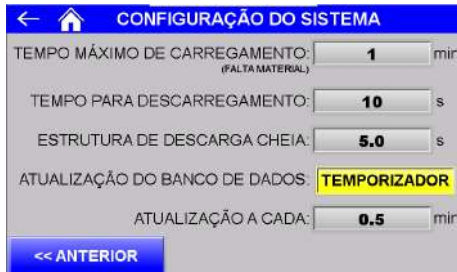 CONFIGURAÇÃO DO SISTEMA
TEMPO MÁXIMO DE CARREGAMENTO: 1 min
(FALTA MATERIAL)
TEMPO PARA DESCARREGAMENTO: 10 s
ESTRUTURA DE DESCARGA CHEIA: 5.0 s
ATUALIZAÇÃO DO BANCO DE DADOS: TEMPORIZADOR
ATUALIZAÇÃO A CADA: 0.5 min
<< ANTERIOR